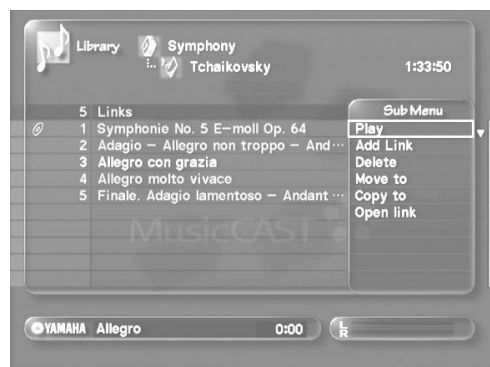 Library Symphony
Tchaikovsky
1:33:50
5 Links
1 Symphonie No. 5 E-moll Op. 64
2 Adagio - Allegro non troppo - And...
3 Allegro con grazia
4 Allegro molto vivace
5 Finale. Adagio lamentoso - Andant...
MusicCAST
Sub Menu
Play
Add Link
Delete
Move to
Copy to
Open link
YAMAHA Allegro 0:00
L
R